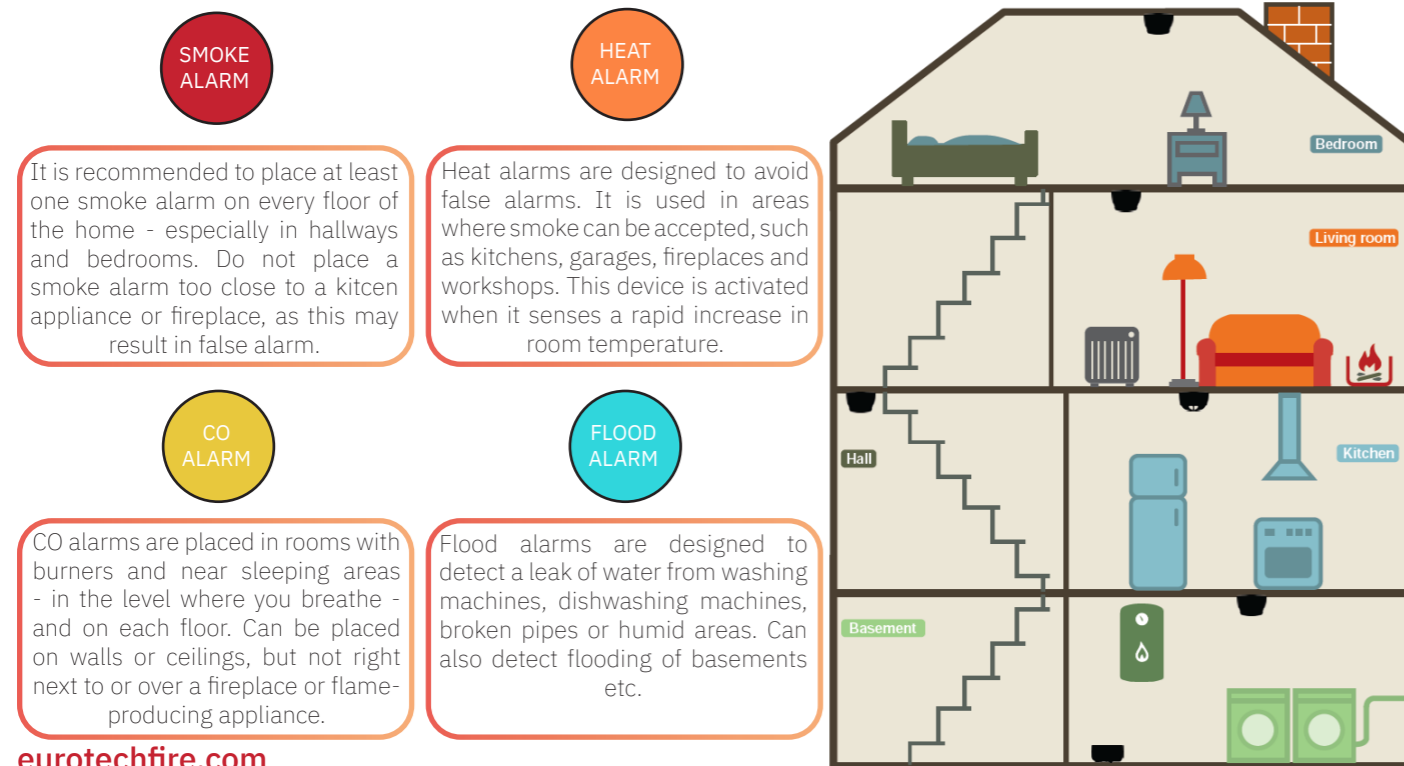 SMOKE
ALARM
It is recommended to place at least
one smoke alarm on every floor of
the home - especially in hallways
and bedrooms. Do not place a
smoke alarm too close to a kitcen
appliance or fireplace, as this may
result in false alarm.
HEAT
ALARM
Heat alarms are designed to avoid
false alarms. It is used in areas
where smoke can be accepted, such
as kitchens, garages, fireplaces and
workshops. This device is activated
when it senses a rapid increase in
room temperature.
CO
ALARM
CO alarms are placed in rooms with
burners and near sleeping areas
- in the level where you breathe -
and on each floor. Can be placed
on walls or ceilings, but not right
next to or over a fireplace or flame-
producing appliance.
FLOOD
ALARM
Flood alarms are designed to
detect a leak of water from washing
machines, dishwashing machines,
broken pipes or humid areas. Can
also detect flooding of basements
etc.
eurotechfire.com
Bedroom
Living room
Hall
Kitchen
Basement